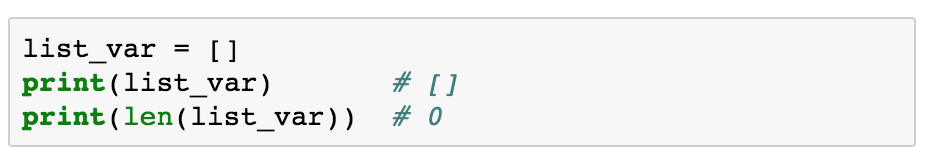 list_var = []
print(list_var)       # []
print(len(list_var))  # 0